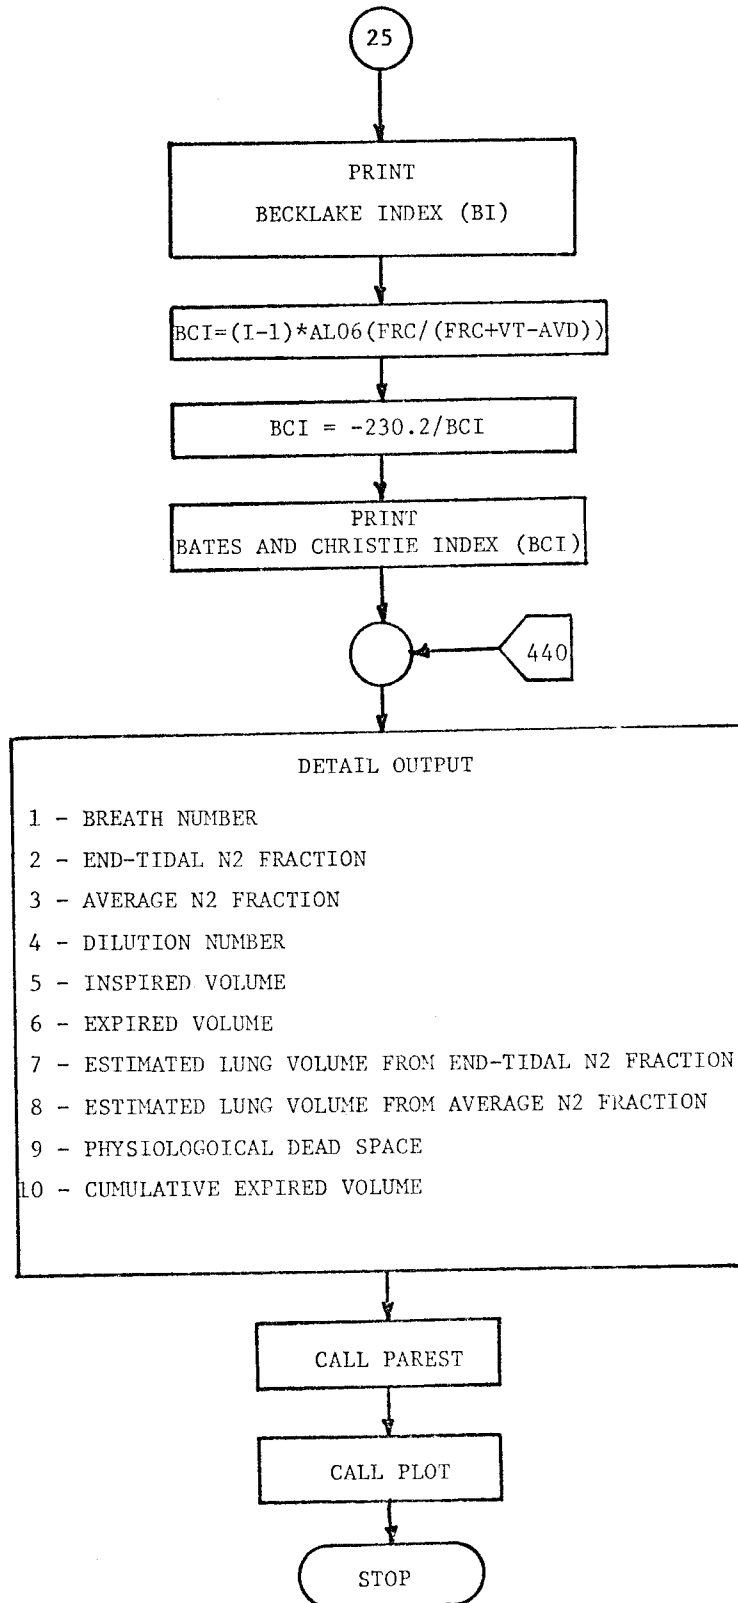 25
PRINT
BECKLAKE INDEX (BI)
BCI=(I-1)*ALO6(FRC/(FRC+VT-AVD))
BCI = -230.2/BCI
PRINT
BATES AND CHRISTIE INDEX (BCI)
440
DETAIL OUTPUT
1 - BREATH NUMBER
2 - END-TIDAL N2 FRACTION
3 - AVERAGE N2 FRACTION
4 - DILUTION NUMBER
5 - INSPIRED VOLUME
6 - EXPIRED VOLUME
7 - ESTIMATED LUNG VOLUME FROM END-TIDAL N2 FRACTION
8 - ESTIMATED LUNG VOLUME FROM AVERAGE N2 FRACTION
9 - PHYSIOLOGOICAL DEAD SPACE
10 - CUMULATIVE EXPIRED VOLUME
CALL PAREST
CALL PLOT
STOP